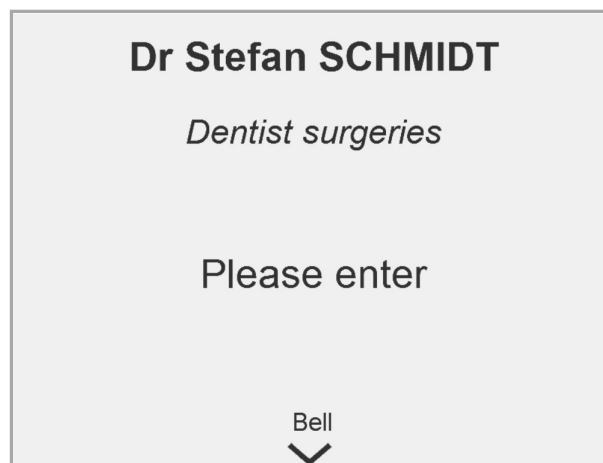 Dr Stefan SCHMIDT
Dentist surgeries
Please enter
Bell